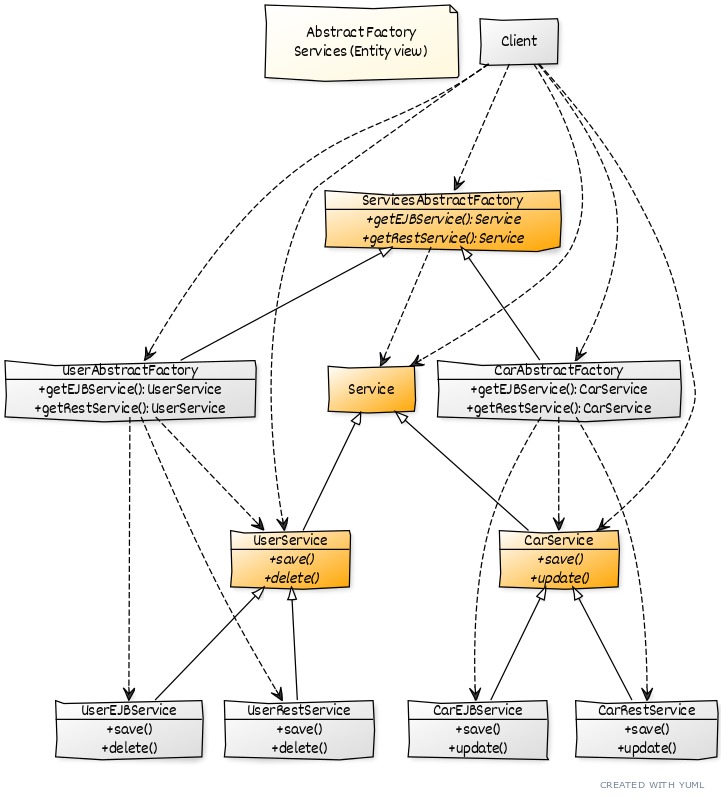 AbstractFactory
Services (Entity view)
Client
ServicesAbstractFactory
+getEJBService(): Service
+getRestService(): Service
UserAbstractFactory
+getEJBService(): UserService
+getRestService(): UserService
Service
CarAbstractFactory
+getEJBService(): CarService
+getRestService(): CarService
UserService
+save()
+delete()
CarService
+save()
+update()
UserEJBService
+save()
+delete()
UserRestService
+save()
+delete()
CarEJBService
+save()
+update()
CarRestService
+save()
+update()
CREATED WITH YUML